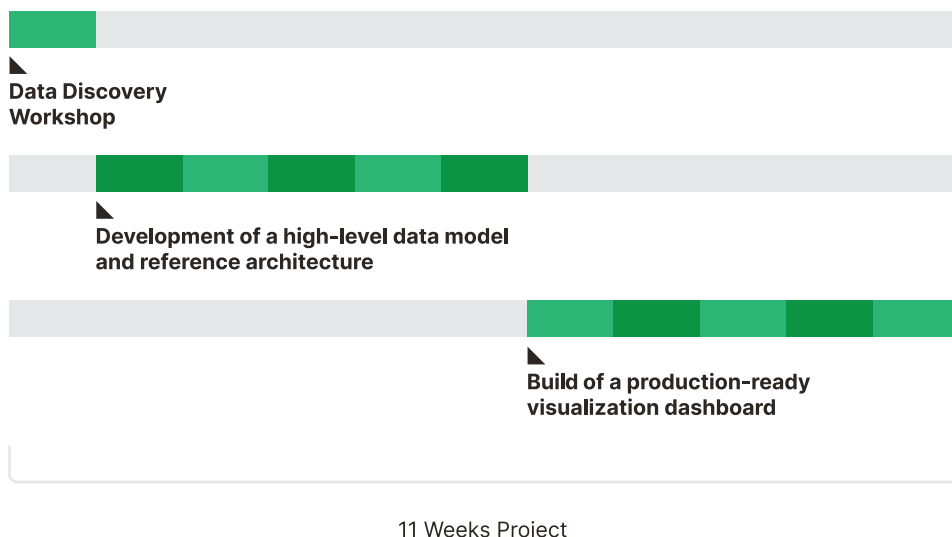 Data Discovery
Workshop
Development of a high-level data model
and reference architecture
Build of a production-ready
visualization dashboard
11 Weeks Project